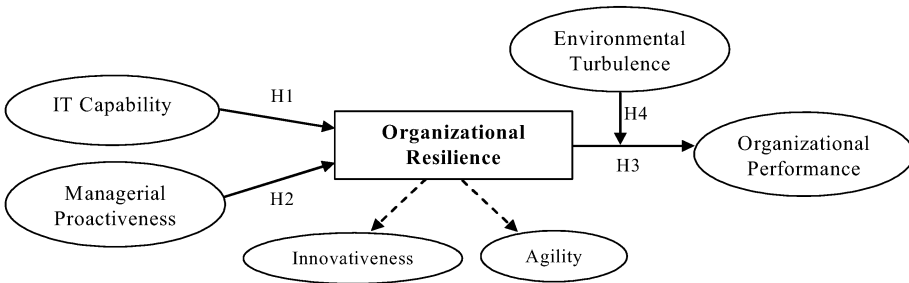 Environmental
Turbulence
IT Capability
H1
H4
Organizational
Resilience
Organizational
Performance
H3
Managerial
Proactiveness
H2
Innovativeness
Agility